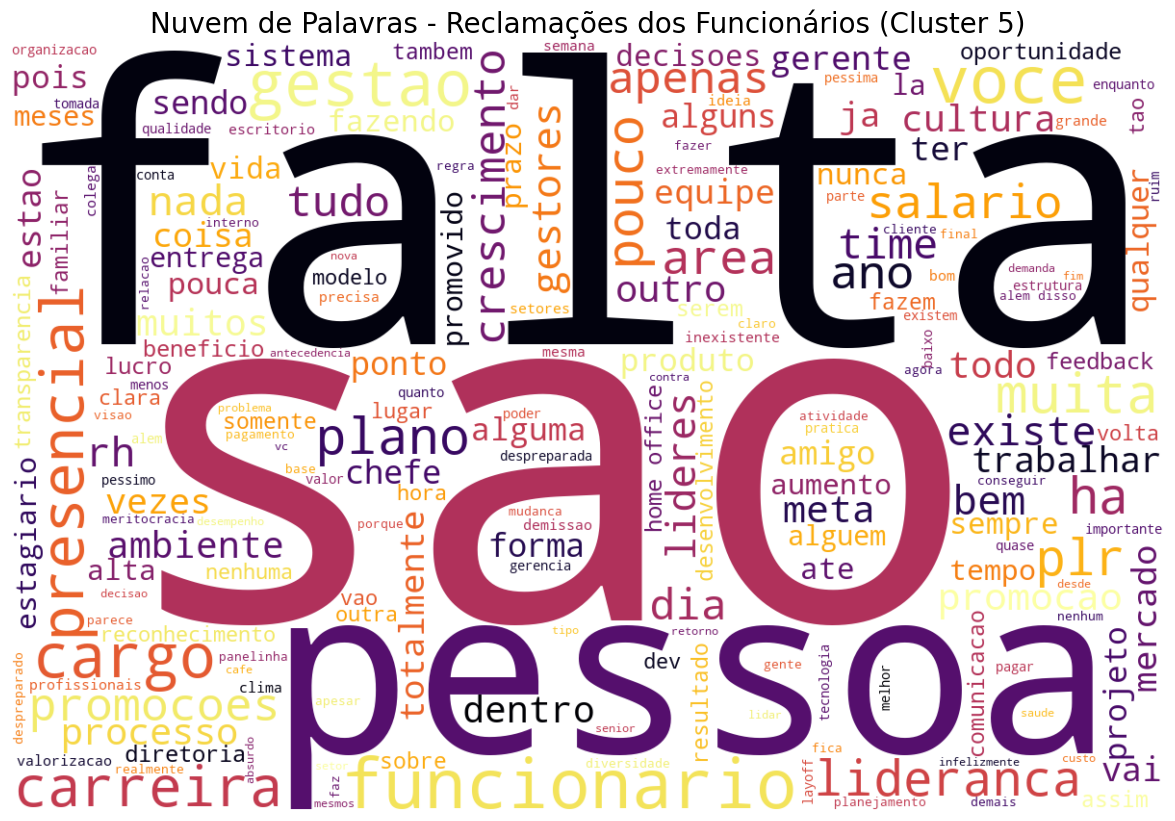 Nuvem de Palavras - Reclamações dos Funcionários (Cluster 5)
falta
sao
pessoa
organizacao
sistema
tambem
semana
decisoes
gerente
oportunidade
pois
gestao
crescimento
apenas
pessima
la
voce
enquanto
meses
tomada
sendo
fazendo
dar
ideia
alguns
ja
cultura
grande
tao
qualidade
escritorio
prazo
gestores
pouco
fazer
ter
colega
conta
vida
regra
extremamente
equipe
nunca
parte
salario
qualquer
ruim
estao
familiar
nada
tudo
promovido
toda
area
time
cliente
final
coisa
interno
entrega
nova
modelo
precisa
relacao
pouca
outro
ano
bom
demanda
fim
estrutura
alem disso
fazem
existem
transparencia
presencial
muitos
setores
serem
claro
inexistente
beneficio
antecedencia
mesma
lucro
menos
ponto
produto
baixo
agora
todo
feedback
clara
visao
quanto
contra
muita
problema
somente
pagamento
lugar
poder
alguma
lideres
home office
desenvolvimento
atividade
pratica
existe
volta
rh
alem
vc
plano
despreparada
amigo
trabalhar
estagiario
pessimo
base
valor
chefe
aumento
conseguir
vezes
hora
meta
bem
ha
meritocracia
desempenho
porque
mudanca
demissao
alguem
sempre
importante
ambiente
totalmente
forma
gerencia
quase
plr
mercado
alta
nenhuma
ate
tempo
desde
decisao
vao
outra
dia
promocao
nenhum
parece
reconhecimento
tipo
retorno
comunicacao
projeto
cargo
panelinha
dev
resultado
gente
tecnologia
melhor
pagar
despreparado
profissionais
cafe
clima
apesar
lidar
saude
promocoes
dentro
processo
senior
valorizacao
diretoria
realmente
absurdo
setor
faz
sobre
diversidade
fica
infelizmente
custo
vai
carreira
mesmos
funcionario
layoff
lideranca
planejamento
demais
assim